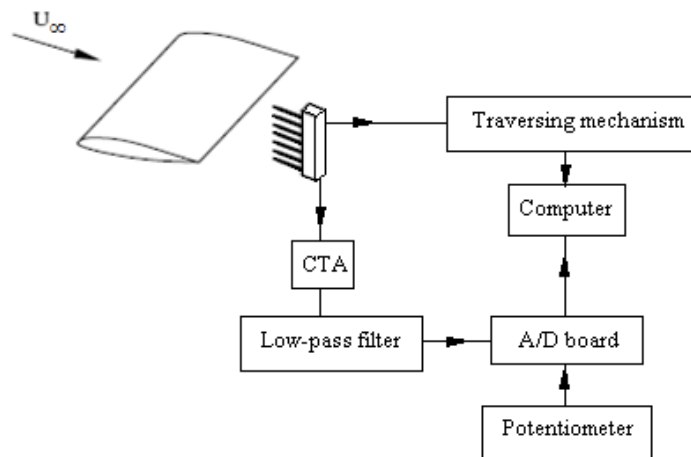 U∞
Traversing mechanism
Computer
CTA
Low-pass filter
A/D board
Potentiometer